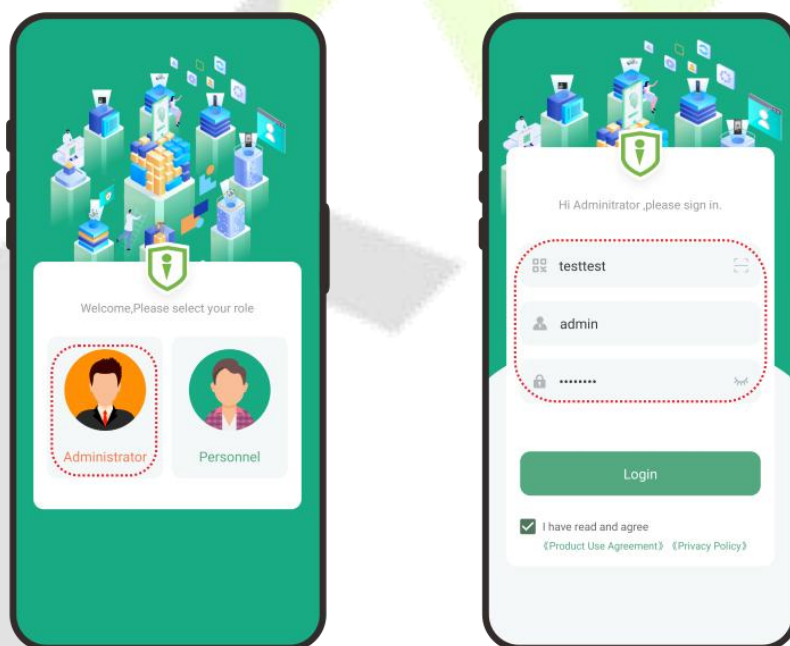 Welcome,Please select your role
Administrator
Personnel
Hi Adminitrator ,please sign in.
testtest
admin
••••••••
Login
I have read and agree
《Product Use Agreement》 《Privacy Policy》